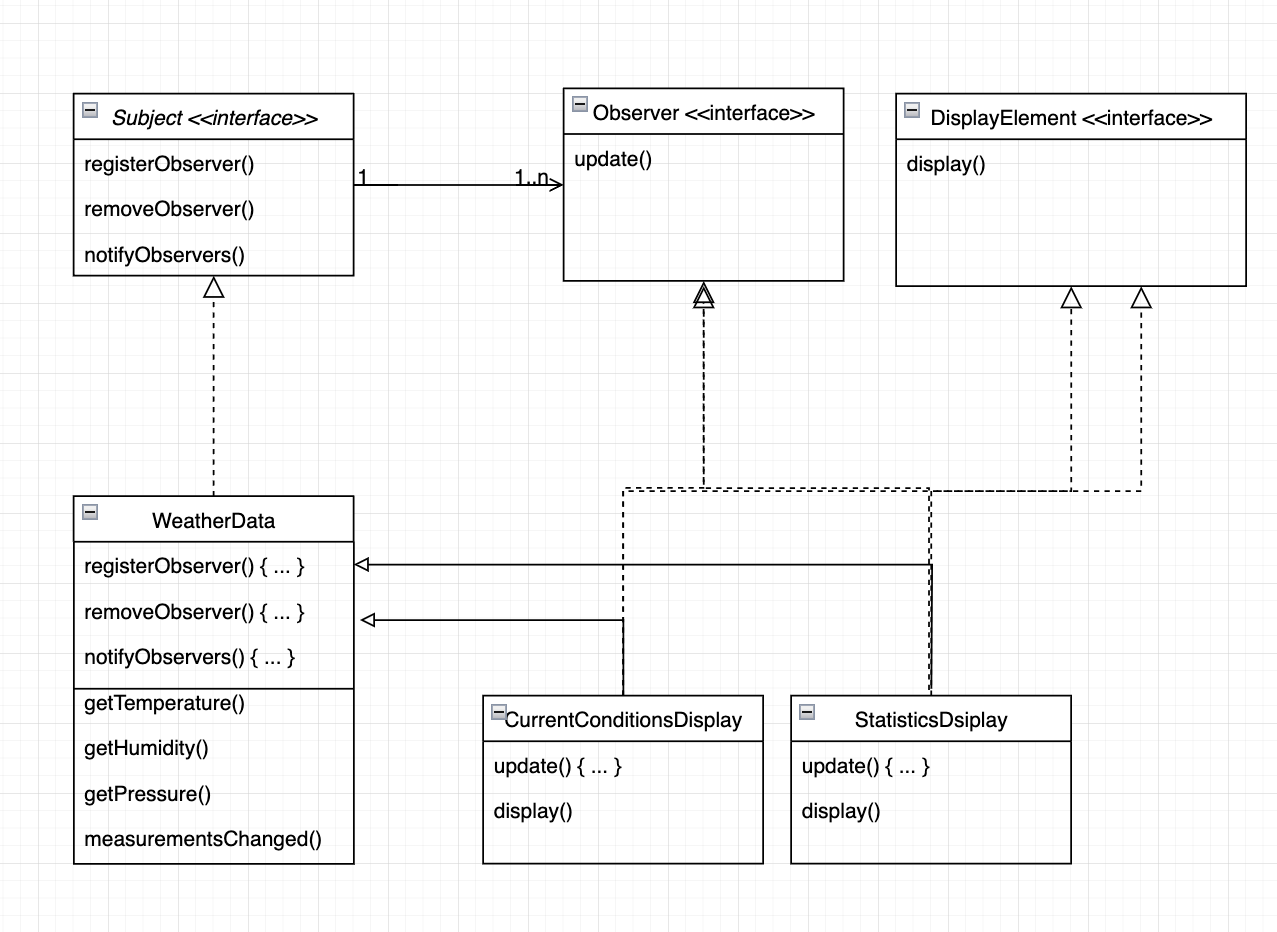 Subject <<interface>>
registerObserver()
removeObserver()
notifyObservers()
1
1..n
Observer <<interface>>
update()
DisplayElement <<interface>>
display()
WeatherData
registerObserver() { ... }
removeObserver() { ... }
notifyObservers() { ... }
getTemperature()
getHumidity()
getPressure()
measurementsChanged()
CurrentConditionsDisplay
update() { ... }
display()
StatisticsDsiplay
update() { ... }
display()